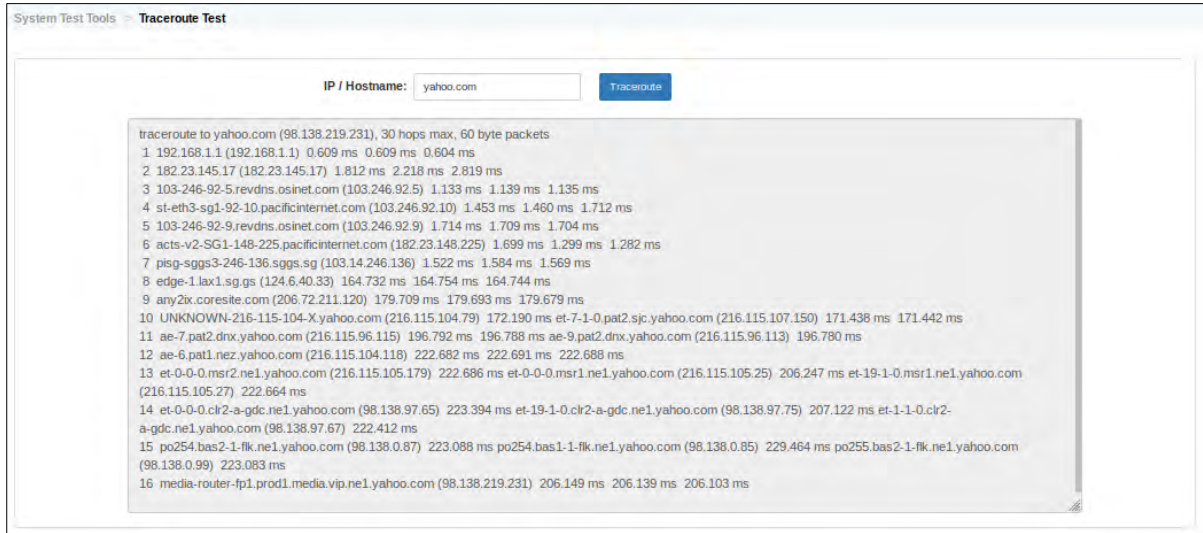 System Test Tools > Traceroute Test
IP / Hostname: yahoo.com Traceroute
traceroute to yahoo.com (98.138.219.231), 30 hops max, 60 byte packets
1 192.168.1.1 (192.168.1.1) 0.609 ms 0.609 ms 0.604 ms
2 182.23.145.17 (182.23.145.17) 1.812 ms 2.218 ms 2.819 ms
3 103-246-92-5.revdns.osinet.com (103.246.92.5) 1.133 ms 1.139 ms 1.135 ms
4 st-eth3-sg1-92-10.pacificinternet.com (103.246.92.10) 1.453 ms 1.460 ms 1.712 ms
5 103-246-92-9.revdns.osinet.com (103.246.92.9) 1.714 ms 1.709 ms 1.704 ms
6 acts-v2-SG1-148-225.pacificinternet.com (182.23.148.225) 1.699 ms 1.299 ms 1.282 ms
7 pisg-sggs3-246-136.sggs.sg (103.14.246.136) 1.522 ms 1.584 ms 1.569 ms
8 edge-1.lax1.sg.gs (124.6.40.33) 164.732 ms 164.754 ms 164.744 ms
9 any2ix.coresite.com (206.72.211.120) 179.709 ms 179.693 ms 179.679 ms
10 UNKNOWN-216-115-104-X.yahoo.com (216.115.104.79) 172.190 ms et-7-1-0.pat2.sjc.yahoo.com (216.115.107.150) 171.438 ms 171.442 ms
11 ae-7.pat2.dnx.yahoo.com (216.115.96.115) 196.792 ms 196.788 ms ae-9.pat2.dnx.yahoo.com (216.115.96.113) 196.780 ms
12 ae-6.pat1.nez.yahoo.com (216.115.104.118) 222.682 ms 222.691 ms 222.688 ms
13 et-0-0-0.msr2.ne1.yahoo.com (216.115.105.179) 222.686 ms et-0-0-0.msr1.ne1.yahoo.com (216.115.105.25) 206.247 ms et-19-1-0.msr1.ne1.yahoo.com
(216.115.105.27) 222.664 ms
14 et-0-0-0.clr2-a-gdc.ne1.yahoo.com (98.138.97.65) 223.394 ms et-19-1-0.clr2-a-gdc.ne1.yahoo.com (98.138.97.75) 207.122 ms et-1-1-0.clr2-
a-gdc.ne1.yahoo.com (98.138.97.67) 222.412 ms
15 po254.bas2-1-flk.ne1.yahoo.com (98.138.0.87) 223.088 ms po254.bas1-1-flk.ne1.yahoo.com (98.138.0.85) 229.464 ms po255.bas2-1-flk.ne1.yahoo.com
(98.138.0.99) 223.083 ms
16 media-router-fp1.prod1.media.vip.ne1.yahoo.com (98.138.219.231) 206.149 ms 206.139 ms 206.103 ms